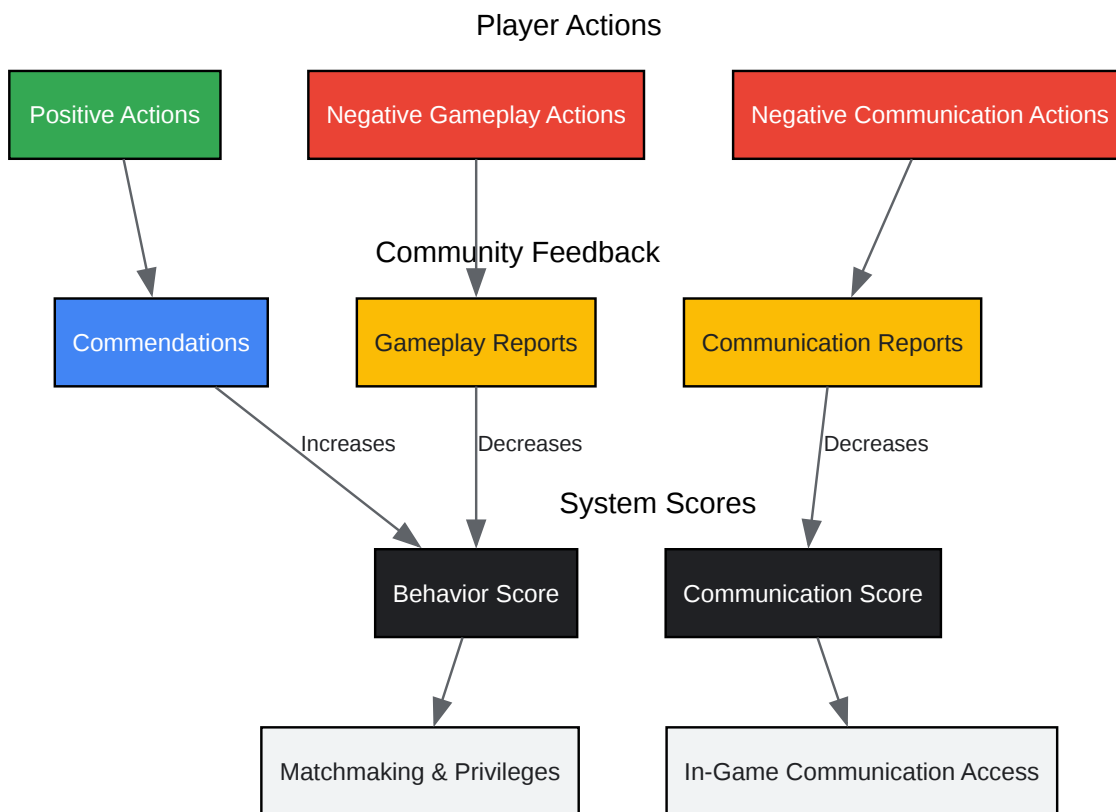 Player Actions
Positive Actions
Negative Gameplay Actions
Negative Communication Actions
Community Feedback
Commendations
Gameplay Reports
Communication Reports
Increases
Decreases
Decreases
System Scores
Behavior Score
Communication Score
Matchmaking & Privileges
In-Game Communication Access